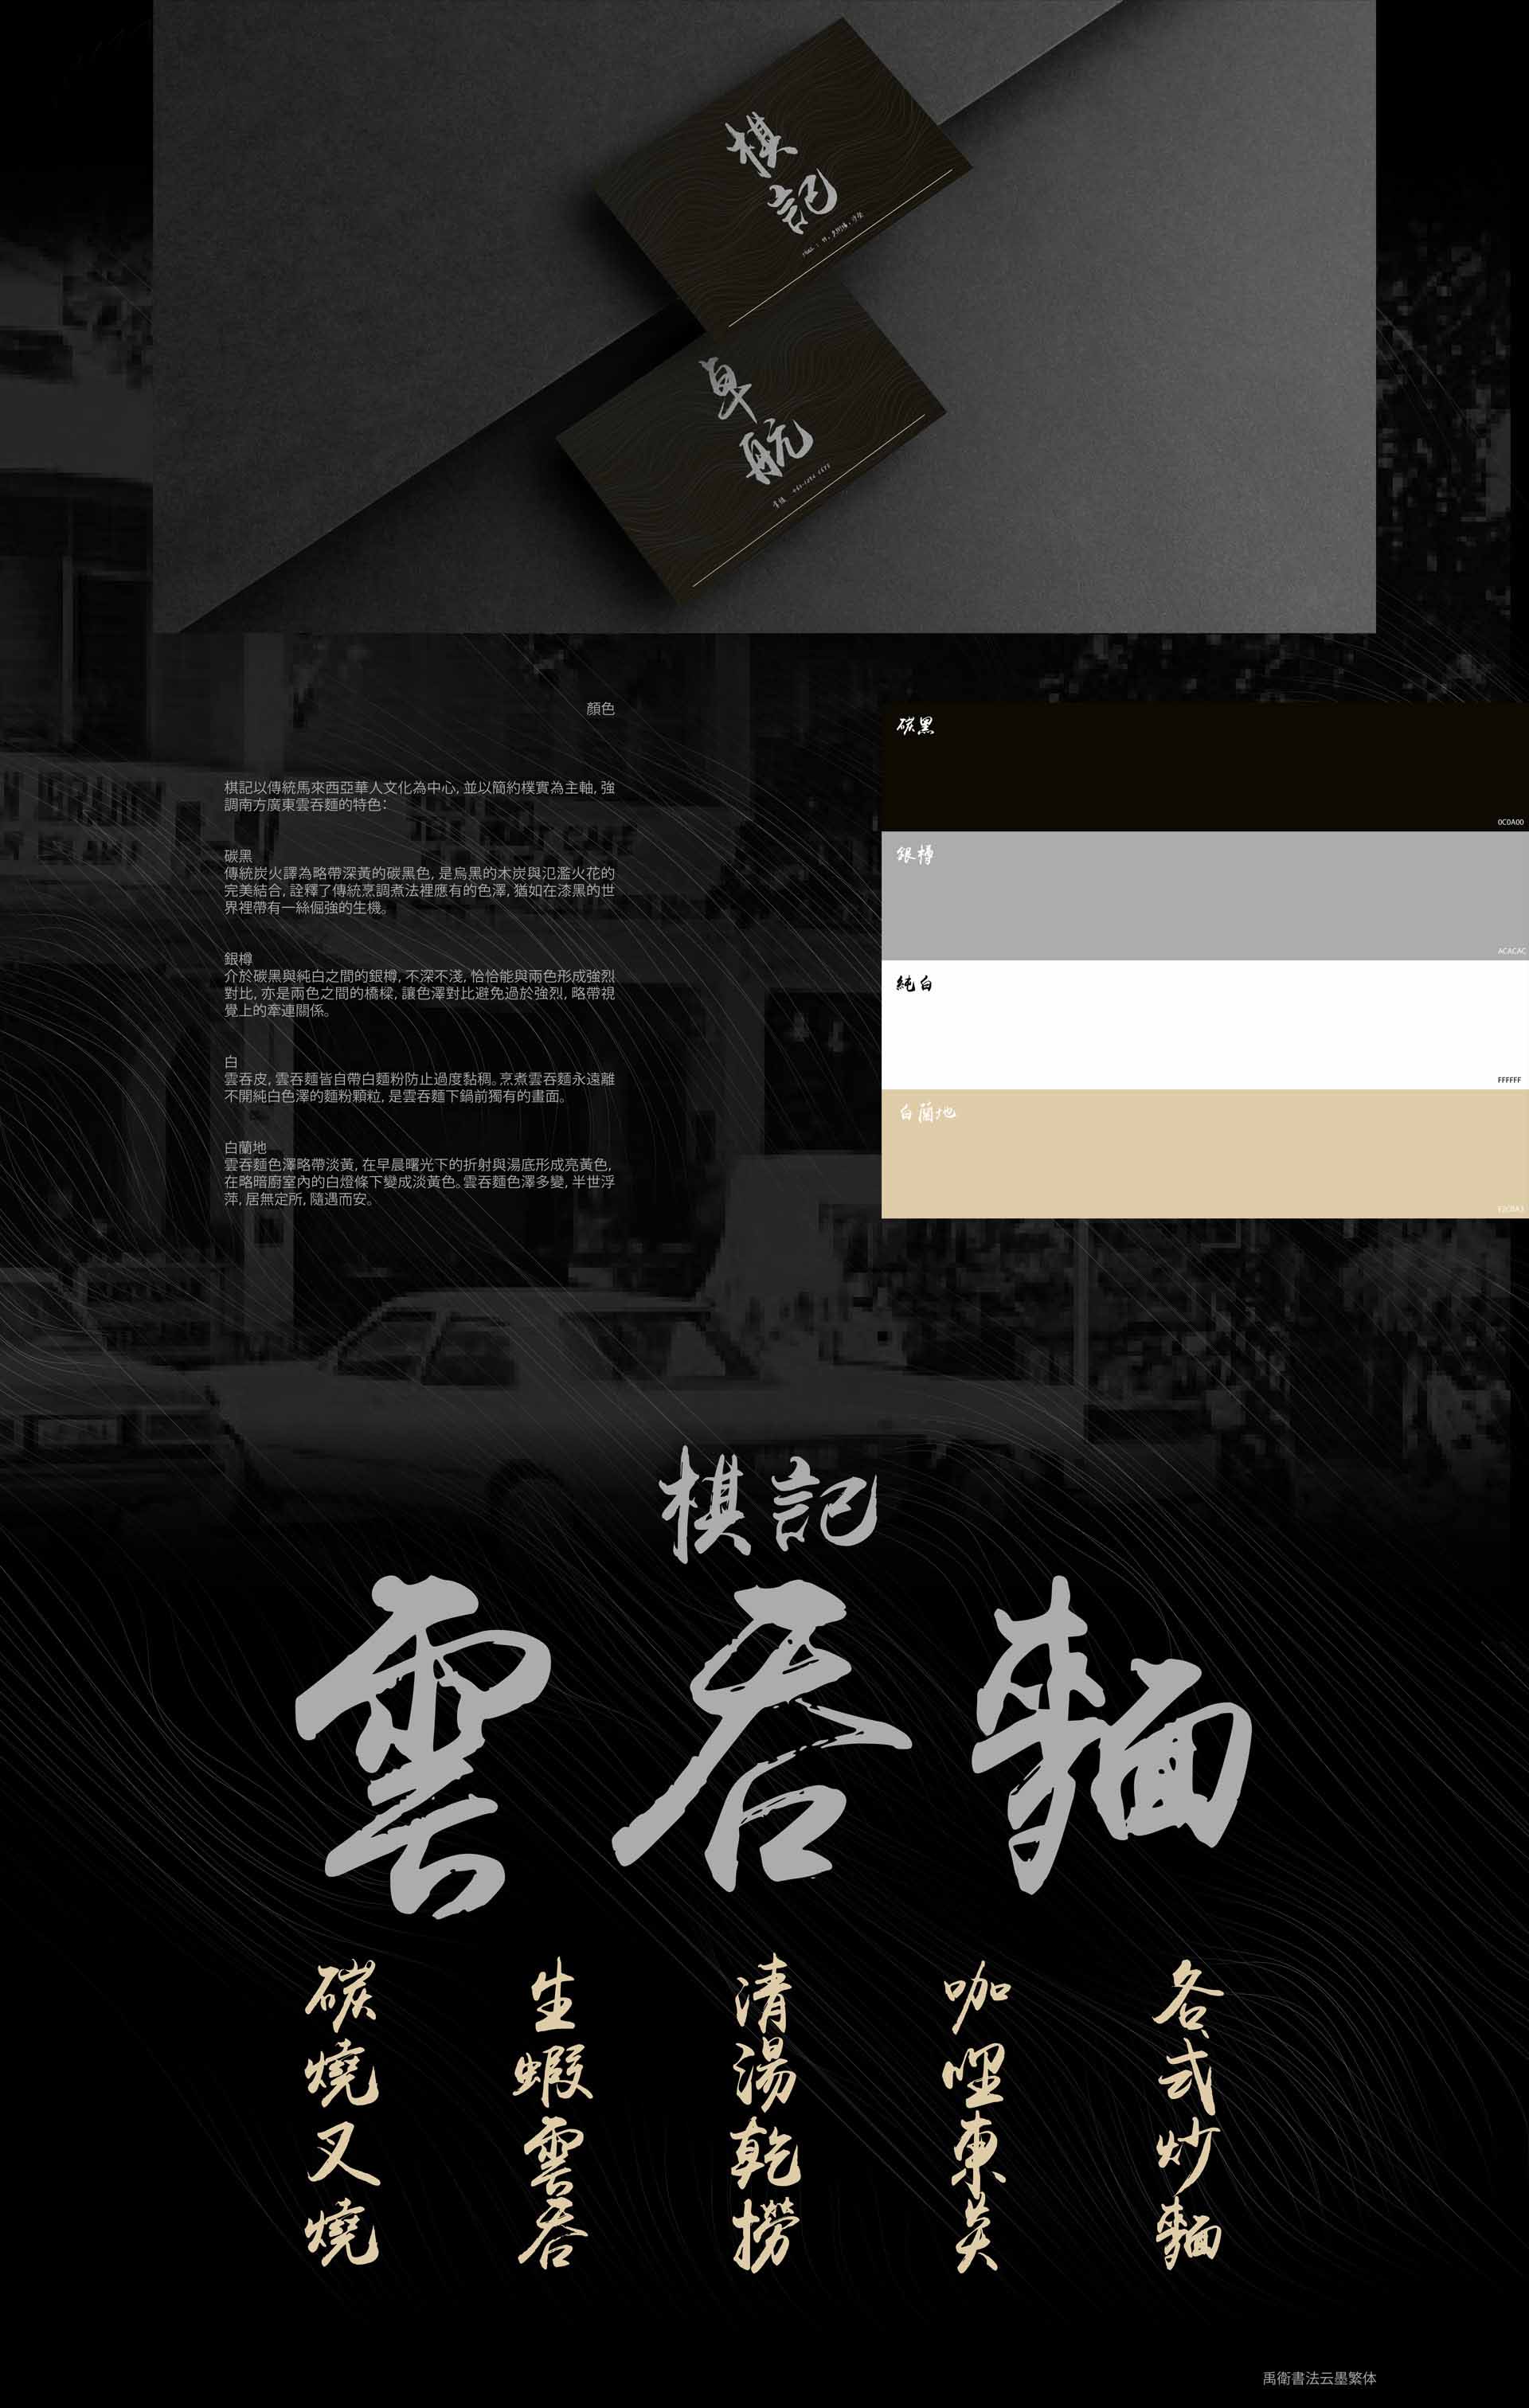 棋
記
卓
航
顏色
棋記以傳統馬來西亞華人文化為中心, 並以簡約樸實為主軸, 強
調南方廣東雲吞麵的特色：
碳黑
傳統炭火譯為略帶深黃的碳黑色, 是烏黑的木炭與氾濫火花的
完美結合, 詮釋了傳統烹調煮法裡應有的色澤, 猶如在漆黑的世
界裡帶有一絲倔強的生機。
銀樽
介於碳黑與純白之間的銀樽, 不深不淺, 恰恰能與兩色形成強烈
對比, 亦是兩色之間的橋樑, 讓色澤對比避免過於強烈, 略帶視
覺上的牽連關係。
白
雲吞皮, 雲吞麵皆自帶白麵粉防止過度黏稠。烹煮雲吞麵永遠離
不開純白色澤的麵粉顆粒, 是雲吞麵下鍋前獨有的畫面。
白蘭地
雲吞麵色澤略帶淡黃, 在早晨曙光下的折射與湯底形成亮黃色,
在略暗廚室內的白燈條下變成淡黃色。雲吞麵色澤多變, 半世浮
萍, 居無定所, 隨遇而安。
碳黑
0C0A00
銀樽
ACACAC
純白
FFFFFF
白蘭地
棋記
雲吞麵
碳燒叉燒
生蝦雲吞
清湯乾撈
咖哩東炎
各式炒麵
禹衛書法云墨繁体